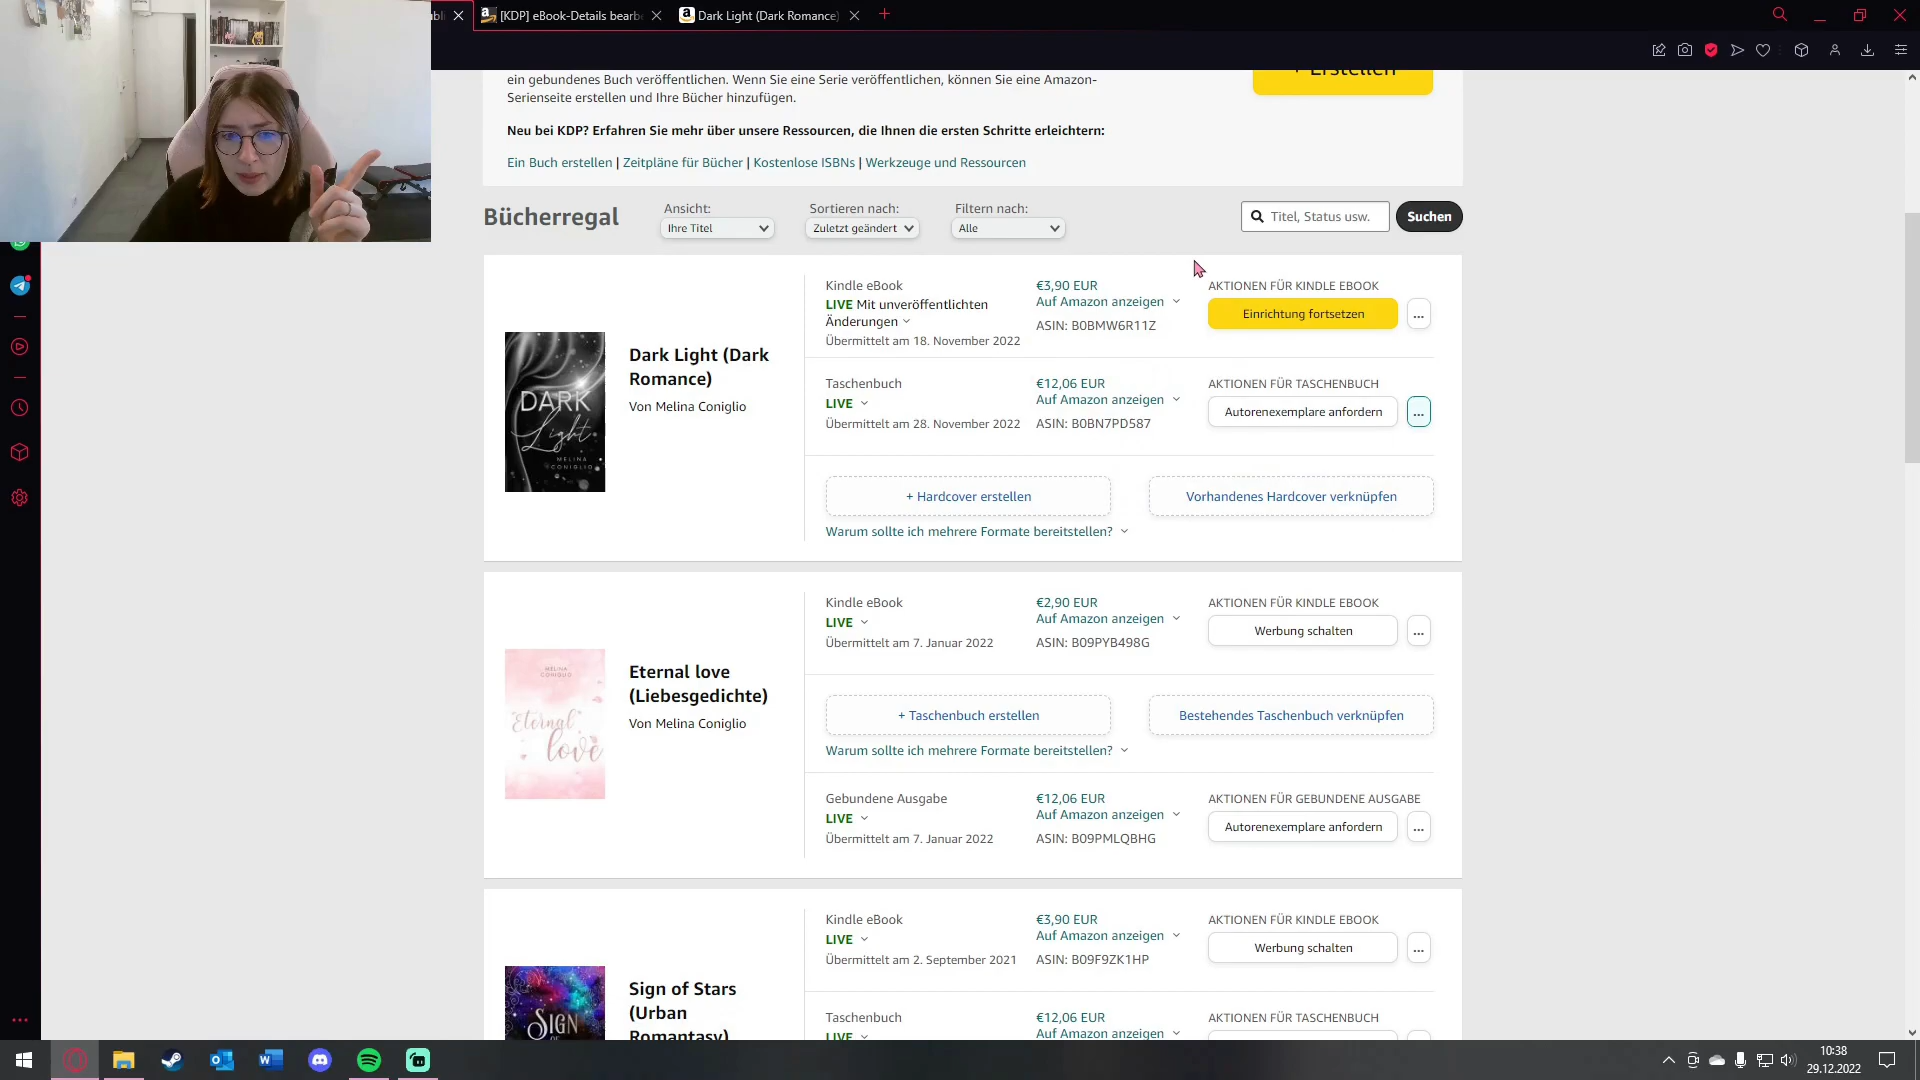 [KDP] eBook-Details bearb
Dark Light (Dark Romance)
ein gebundenes Buch veröffentlichen. Wenn Sie eine Serie veröffentlichen, können Sie eine Amazon-
Serienseite erstellen und Ihre Bücher hinzufügen.
+ Erstellen
Neu bei KDP? Erfahren Sie mehr über unsere Ressourcen, die Ihnen die ersten Schritte erleichtern:
Ein Buch erstellen | Zeitpläne für Bücher | Kostenlose ISBNs | Werkzeuge und Ressourcen
Bücherregal
Ansicht:
Ihre Titel
Sortieren nach:
Zuletzt geändert
Filtern nach:
Alle
Titel, Status usw.
Suchen
DARK
Light
MELINA
CONIGLIO
Dark Light (Dark
Romance)
Von Melina Coniglio
Kindle eBook
LIVE Mit unveröffentlichten
Änderungen
Übermittelt am 18. November 2022
€3,90 EUR
Auf Amazon anzeigen
ASIN: B0BMW6R11Z
AKTIONEN FÜR KINDLE EBOOK
Einrichtung fortsetzen
...
Taschenbuch
LIVE
Übermittelt am 28. November 2022
€12,06 EUR
Auf Amazon anzeigen
ASIN: B0BN7PD587
AKTIONEN FÜR TASCHENBUCH
Autorenexemplare anfordern
...
+ Hardcover erstellen
Vorhandenes Hardcover verknüpfen
Warum sollte ich mehrere Formate bereitstellen?
MELINA
CONIGLIO
Eternal
love
Eternal love
(Liebesgedichte)
Von Melina Coniglio
Kindle eBook
LIVE
Übermittelt am 7. Januar 2022
€2,90 EUR
Auf Amazon anzeigen
ASIN: B09PYB498G
AKTIONEN FÜR KINDLE EBOOK
Werbung schalten
...
+ Taschenbuch erstellen
Bestehendes Taschenbuch verknüpfen
Warum sollte ich mehrere Formate bereitstellen?
Gebundene Ausgabe
LIVE
Übermittelt am 7. Januar 2022
€12,06 EUR
Auf Amazon anzeigen
ASIN: B09PMLQBHG
AKTIONEN FÜR GEBUNDENE AUSGABE
Autorenexemplare anfordern
...
SIGN
Sign of Stars
(Urban
Romantasy)
Kindle eBook
LIVE
Übermittelt am 2. September 2021
€3,90 EUR
Auf Amazon anzeigen
ASIN: B09F9ZK1HP
AKTIONEN FÜR KINDLE EBOOK
Werbung schalten
...
Taschenbuch
LIVE
€12,06 EUR
Auf Amazon anzeigen
AKTIONEN FÜR TASCHENBUCH
10:38
29.12.2022